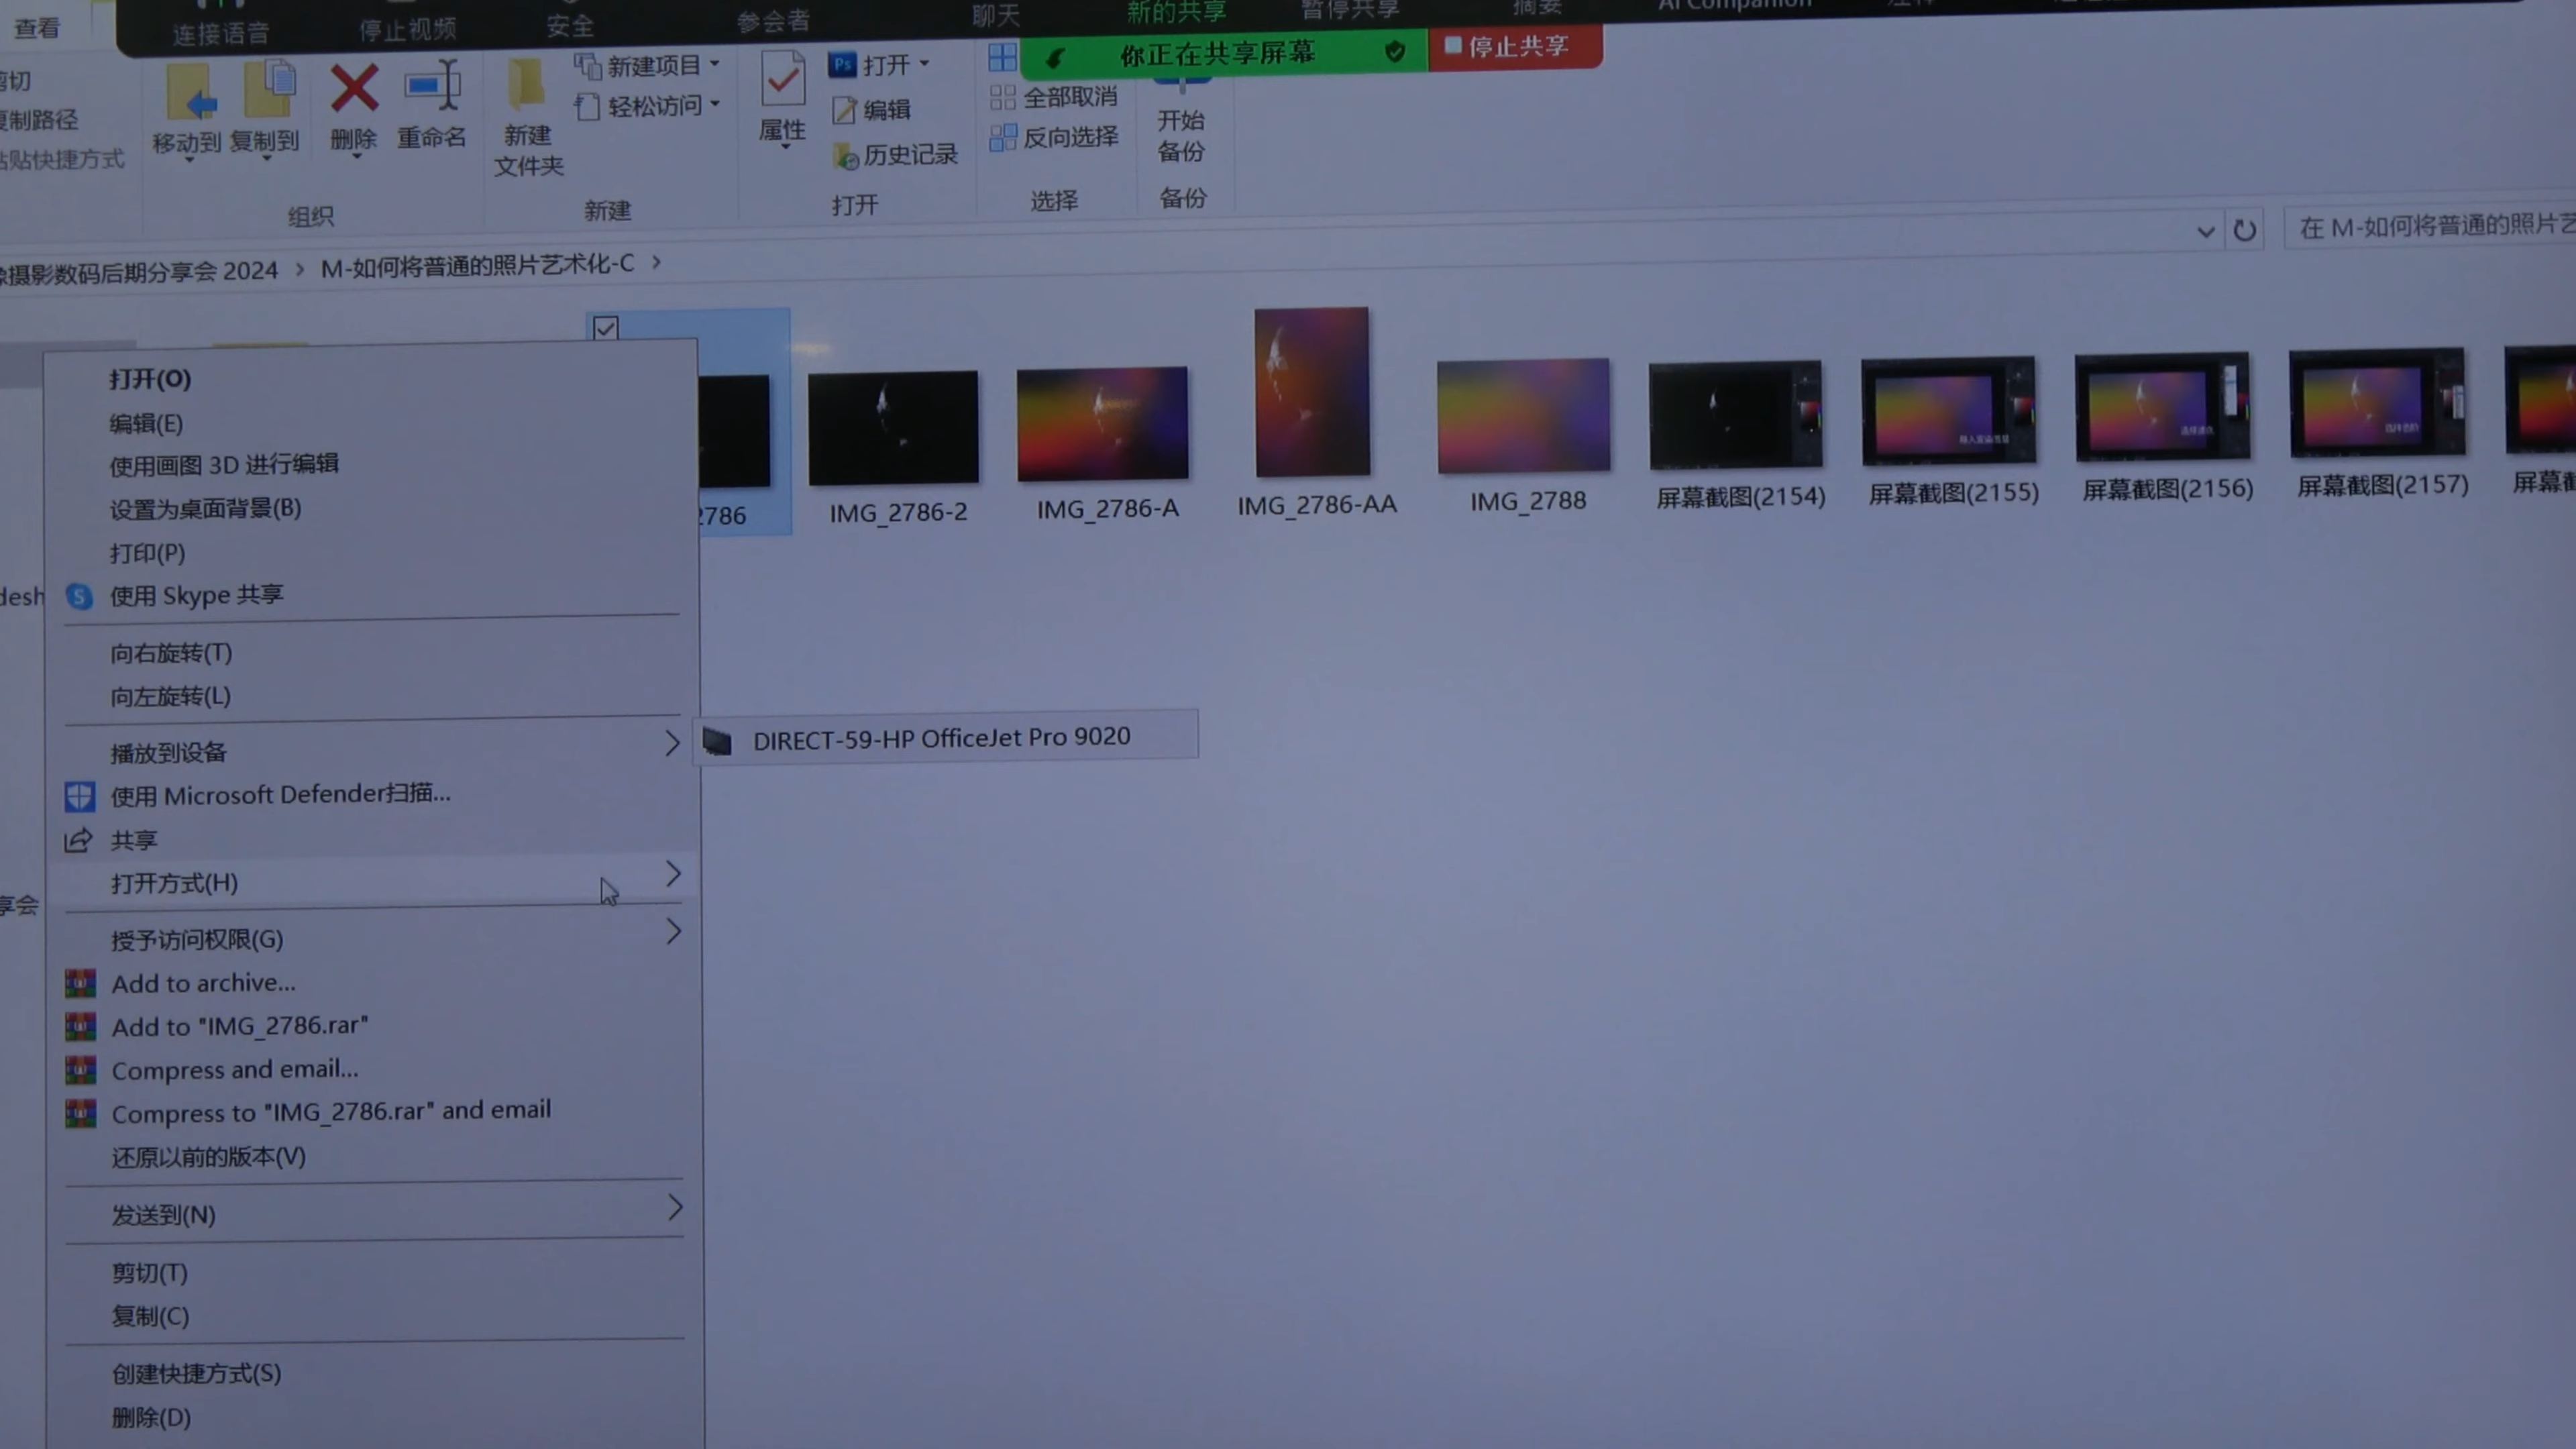 查看
连接语音
停止视频
安全
参会者
聊天
新的共享
暂停共享
摘要
AI Companion
你正在共享屏幕
停止共享
剪切
复制路径
粘贴快捷方式
移动到
复制到
删除
重命名
新建
文件夹
新建项目
轻松访问
属性
打开
编辑
历史记录
全部取消
反向选择
开始
备份
组织
新建
打开
选择
备份
像摄影数码后期分享会 2024 > M-如何将普通的照片艺术化-C >
在 M-如何将普通的照片艺
2786
IMG_2786-2
IMG_2786-A
IMG_2786-AA
IMG_2788
屏幕截图(2154)
屏幕截图(2155)
屏幕截图(2156)
屏幕截图(2157)
屏幕截
打开(O)
编辑(E)
使用画图 3D 进行编辑
设置为桌面背景(B)
打印(P)
desh
使用 Skype 共享
向右旋转(T)
向左旋转(L)
播放到设备
DIRECT-59-HP OfficeJet Pro 9020
使用 Microsoft Defender扫描...
共享
打开方式(H)
享会
授予访问权限(G)
Add to archive...
Add to "IMG_2786.rar"
Compress and email...
Compress to "IMG_2786.rar" and email
还原以前的版本(V)
发送到(N)
剪切(T)
复制(C)
创建快捷方式(S)
删除(D)